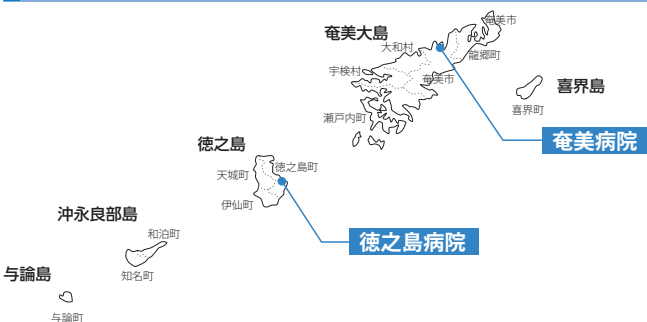 奄美市
奄美大島
大和村
龍郷町
宇検村
奄美市
喜界島
喜界町
瀬戸内町
奄美病院
徳之島
徳之島町
天城町
伊仙町
沖永良部島
和泊町
徳之島病院
与論島
知名町
与論町